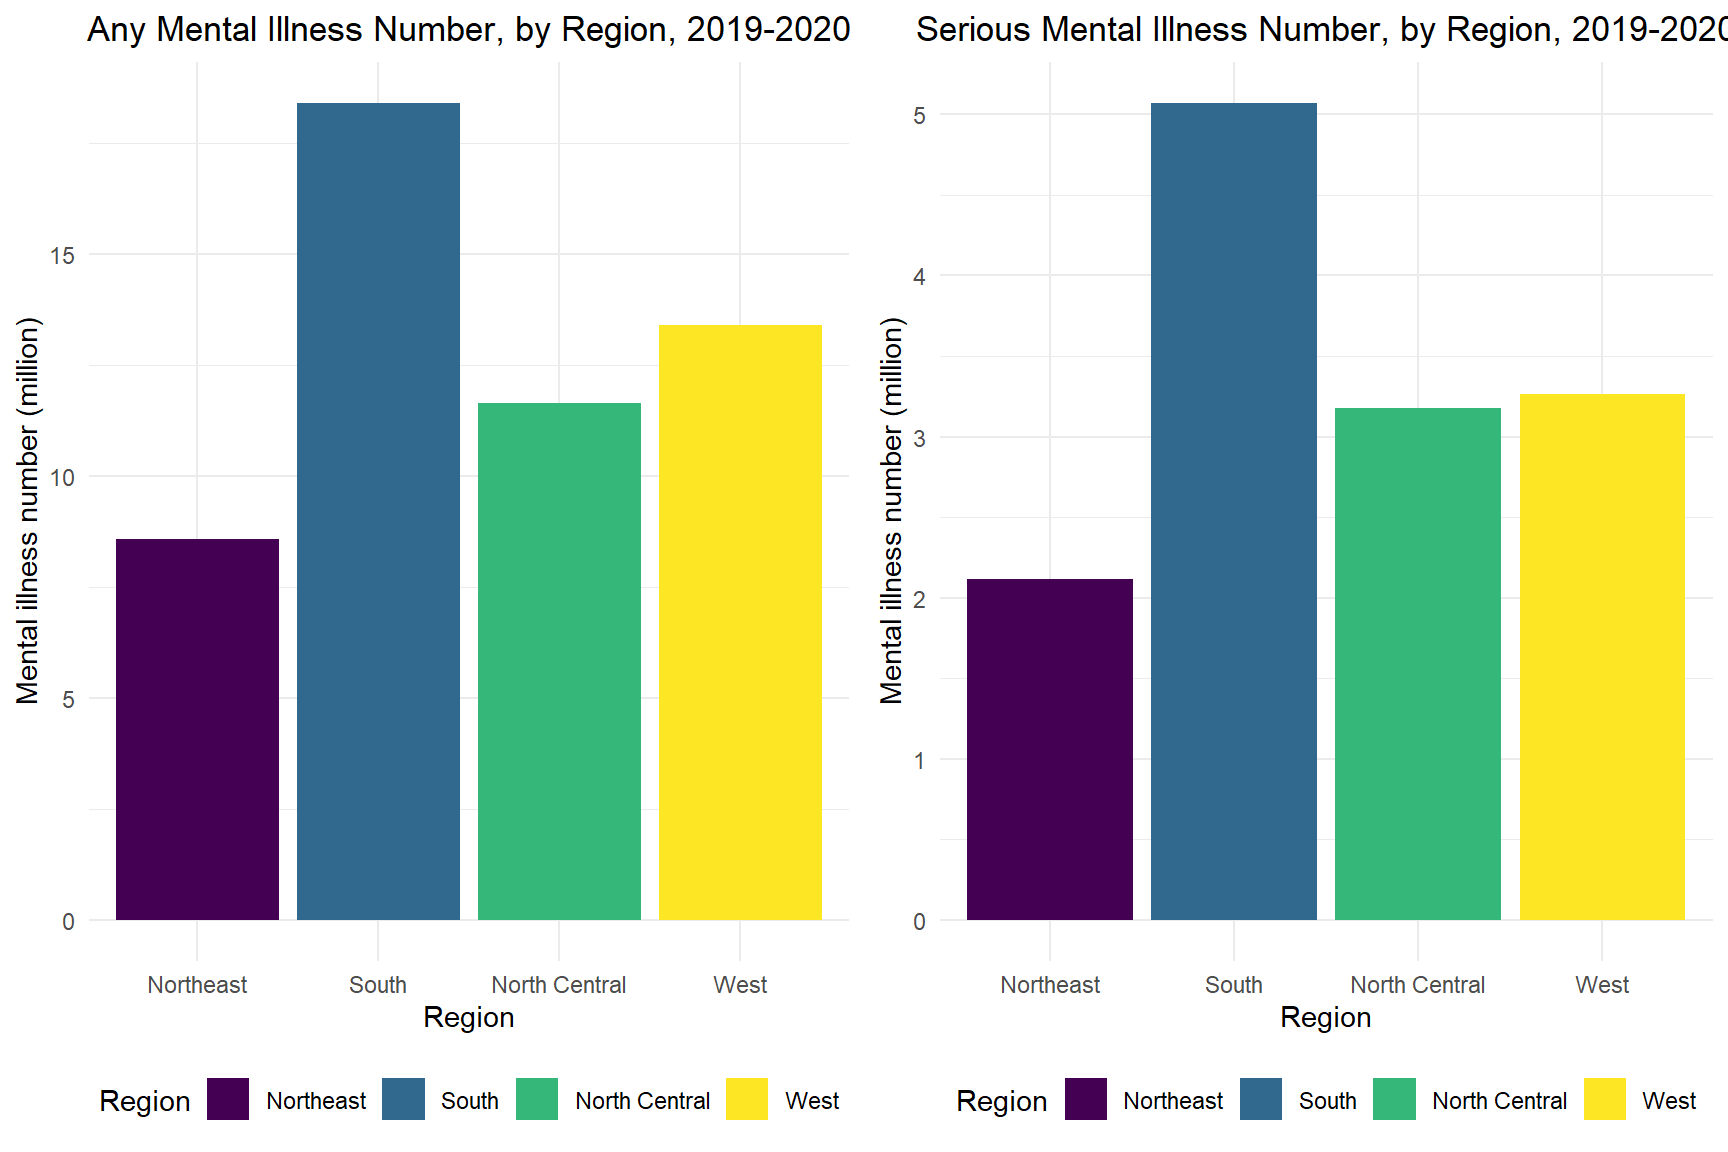 Any Mental Illness Number, by Region, 2019-2020
Mental illness number (million)
15
10
5
0
Northeast South North Central West
Region
Region Northeast South North Central West
Serious Mental Illness Number, by Region, 2019-2020
Mental illness number (million)
5
4
3
2
1
0
Northeast South North Central West
Region
Region Northeast South North Central West